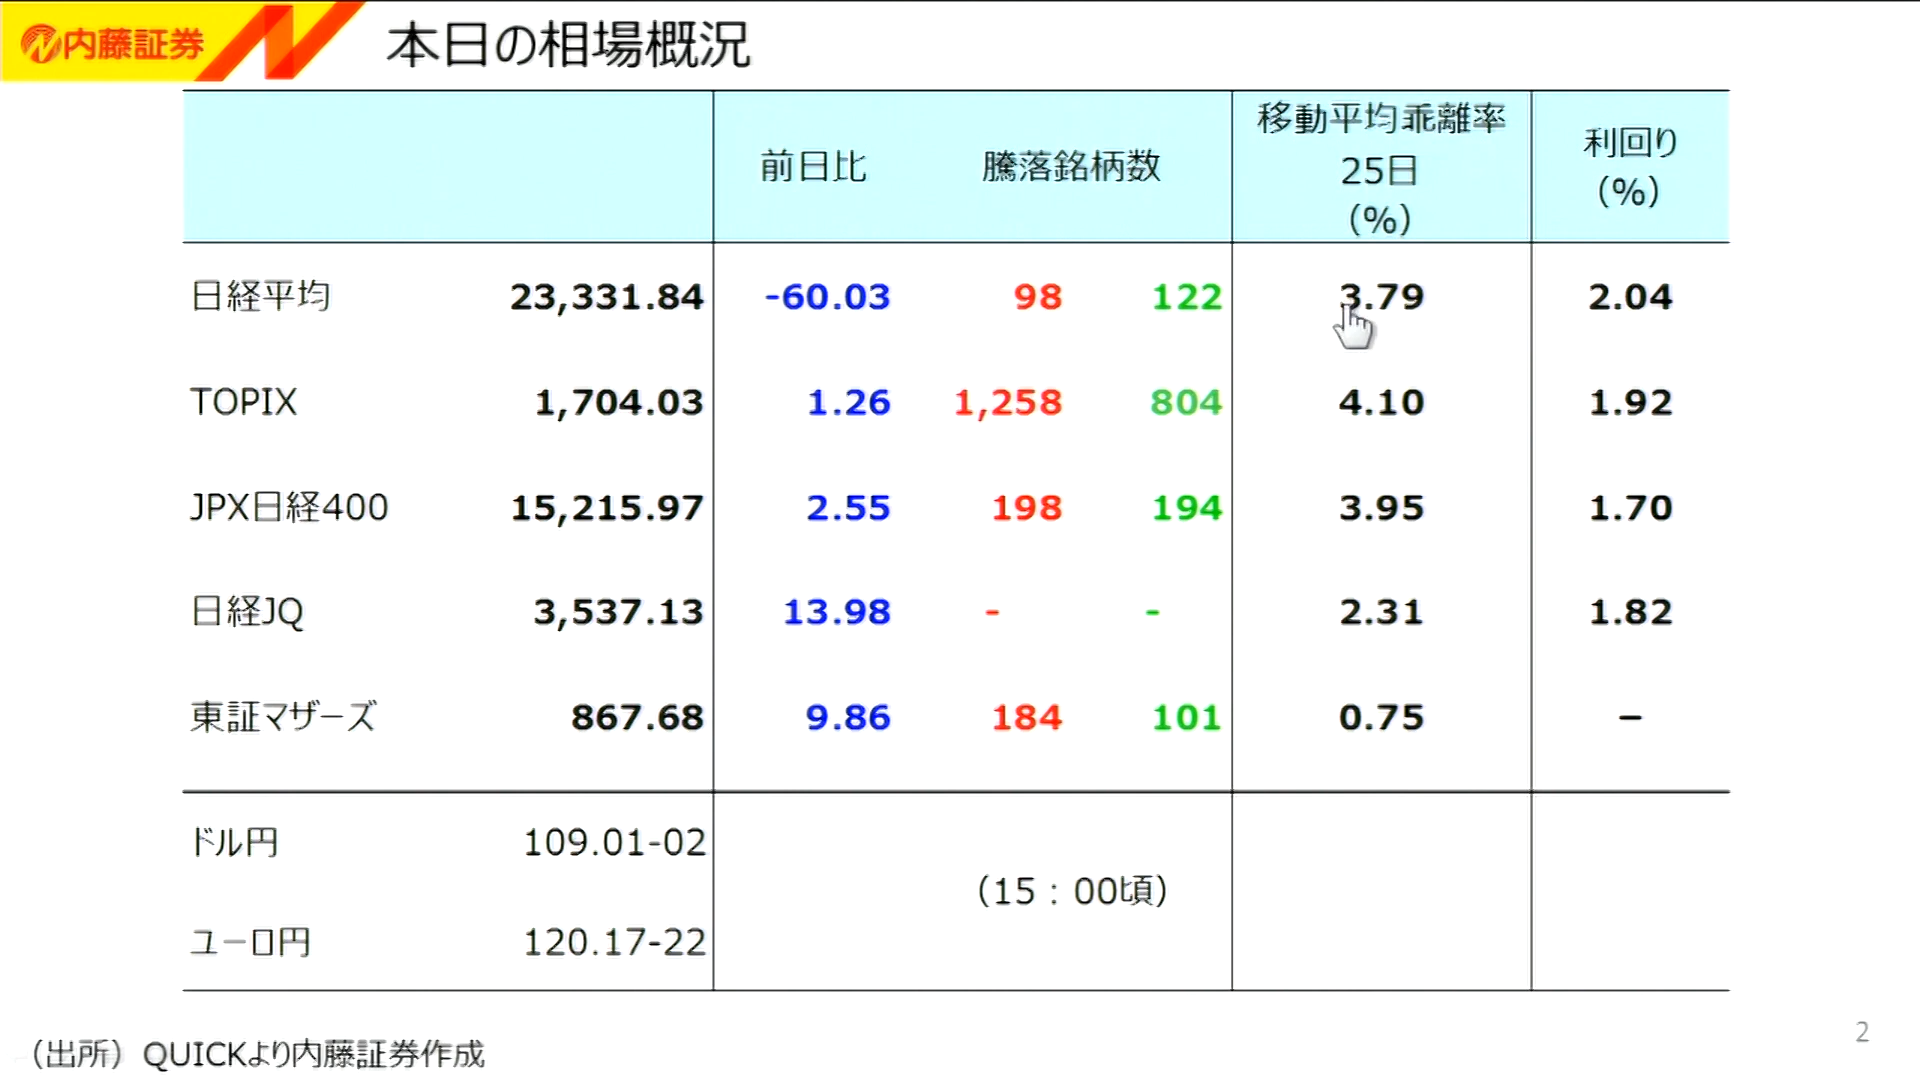 内藤証券 本日の相場概況
前日比 騰落銘柄数 移動平均乖離率 25日 (%) 利回り (%)
日経平均 23,331.84 -60.03 98 122 3.79 2.04
TOPIX 1,704.03 1.26 1,258 804 4.10 1.92
JPX日経400 15,215.97 2.55 198 194 3.95 1.70
日経JQ 3,537.13 13.98 - - 2.31 1.82
東証マザーズ 867.68 9.86 184 101 0.75 –
ドル円 109.01-02
(15：00頃)
ユーロ円 120.17-22
（出所）QUICKより内藤証券作成
2